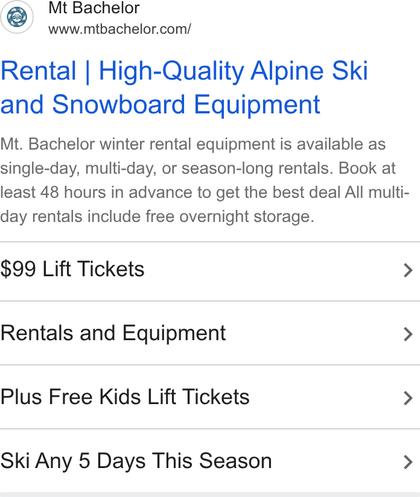 Mt Bachelor
www.mtbachelor.com/
Rental | High-Quality Alpine Ski
and Snowboard Equipment
Mt. Bachelor winter rental equipment is available as
single-day, multi-day, or season-long rentals. Book at
least 48 hours in advance to get the best deal All multi-
day rentals include free overnight storage.
$99 Lift Tickets
Rentals and Equipment
Plus Free Kids Lift Tickets
Ski Any 5 Days This Season